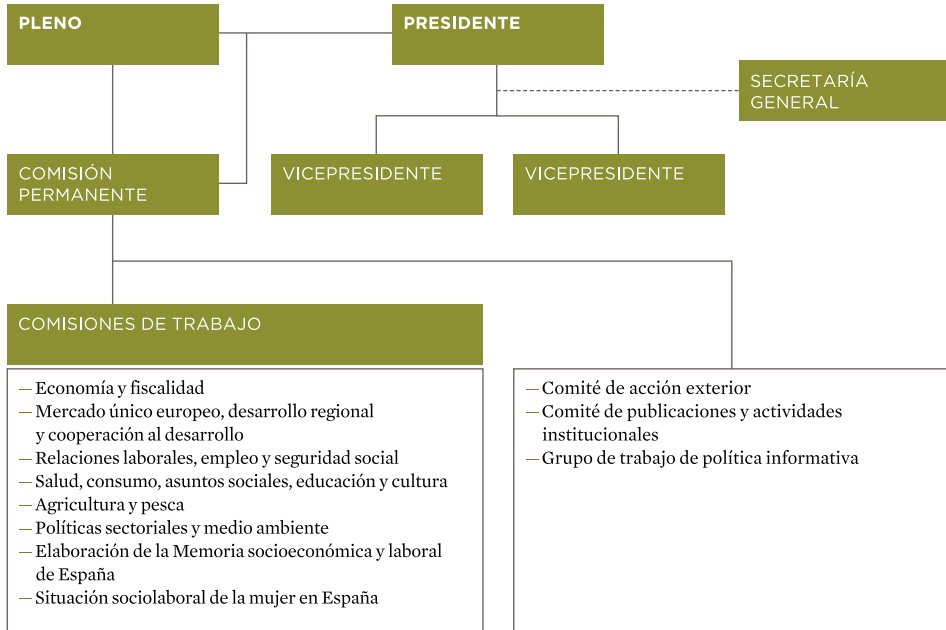 PLENO
PRESIDENTE
SECRETARÍA
GENERAL
COMISIÓN
PERMANENTE
VICEPRESIDENTE
VICEPRESIDENTE
COMISIONES DE TRABAJO
— Economía y fiscalidad
— Mercado único europeo, desarrollo regional
y cooperación al desarrollo
— Relaciones laborales, empleo y seguridad social
— Salud, consumo, asuntos sociales, educación y cultura
— Agricultura y pesca
— Políticas sectoriales y medio ambiente
— Elaboración de la Memoria socioeconómica y laboral
de España
— Situación sociolaboral de la mujer en España
— Comité de acción exterior
— Comité de publicaciones y actividades
institucionales
— Grupo de trabajo de política informativa